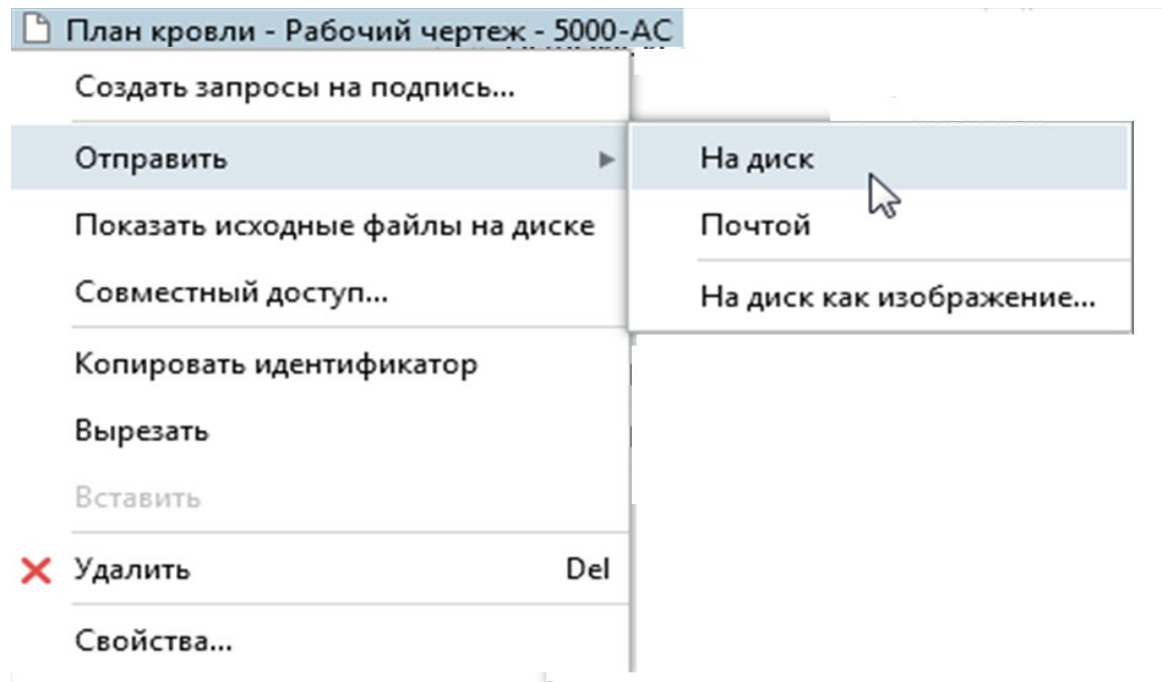 План кровли - Рабочий чертеж - 5000-АС
Создать запросы на подпись...
Отправить
На диск
Показать исходные файлы на диске
Почтой
Совместный доступ...
На диск как изображение...
Копировать идентификатор
Вырезать
Вставить
Удалить Del
Свойства...